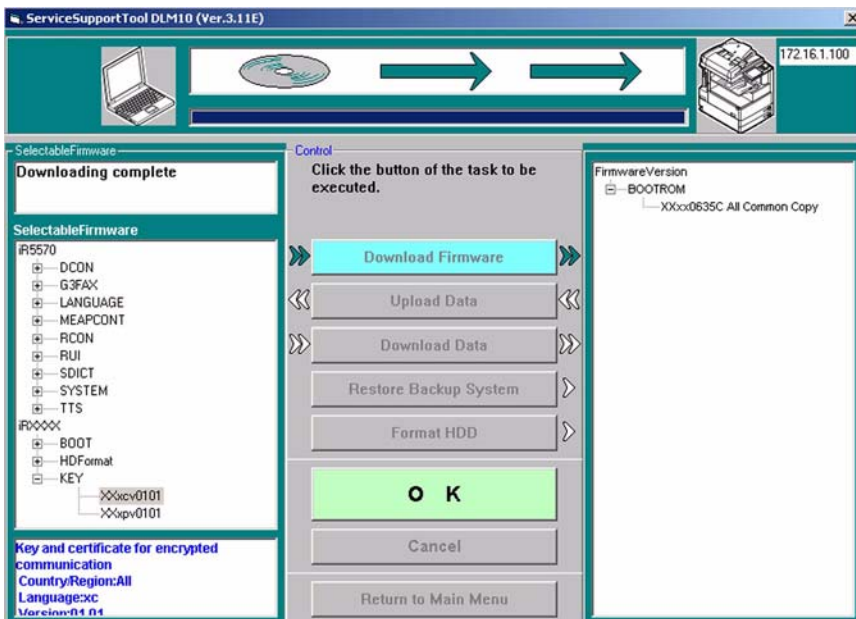 ServiceSupportTool DLM10 (Ver.3.11E)
172.16.1.100
SelectableFirmware
Downloading complete
SelectableFirmware
iR5570
DCON
G3FAX
LANGUAGE
MEAPCONT
RCON
RUI
SDICT
SYSTEM
TTS
iRXXXX
BOOT
HDFormat
KEY
XXxcv0101
XXxpv0101
Key and certificate for encrypted
communication
Country/Region:All
Language:xc
Version:01.01
Control
Click the button of the task to be
executed.
Download Firmware
Upload Data
Download Data
Restore Backup System
Format HDD
O K
Cancel
Return to Main Menu
FirmwareVersion
BOOTROM
XXxx0635C All Common Copy